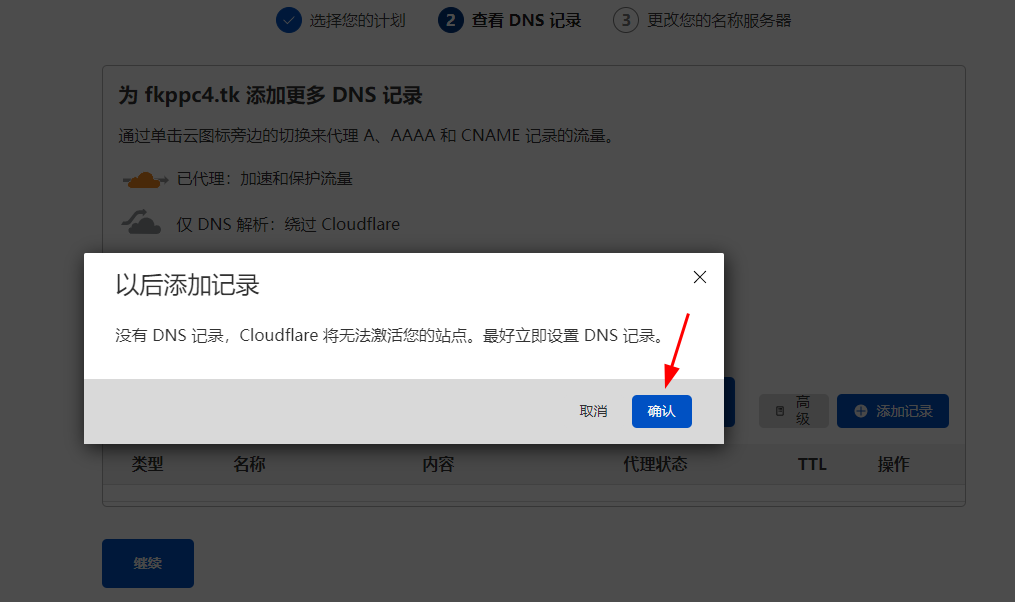 选择您的计划
2 查看 DNS 记录
3 更改您的名称服务器
为 fkppc4.tk 添加更多 DNS 记录
通过单击云图标旁边的切换来代理 A、AAAA 和 CNAME 记录的流量。
已代理：加速和保护流量
仅 DNS 解析：绕过 Cloudflare
以后添加记录
没有 DNS 记录，Cloudflare 将无法激活您的站点。最好立即设置 DNS 记录。
取消
确认
高级
添加记录
类型 名称 内容 代理状态 TTL 操作
继续